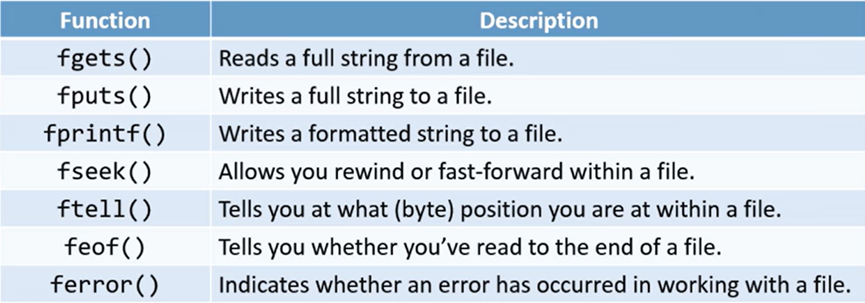 Function Description
fgets() Reads a full string from a file.
fputs() Writes a full string to a file.
fprintf() Writes a formatted string to a file.
fseek() Allows you rewind or fast-forward within a file.
ftell() Tells you at what (byte) position you are at within a file.
feof() Tells you whether you’ve read to the end of a file.
ferror() Indicates whether an error has occurred in working with a file.